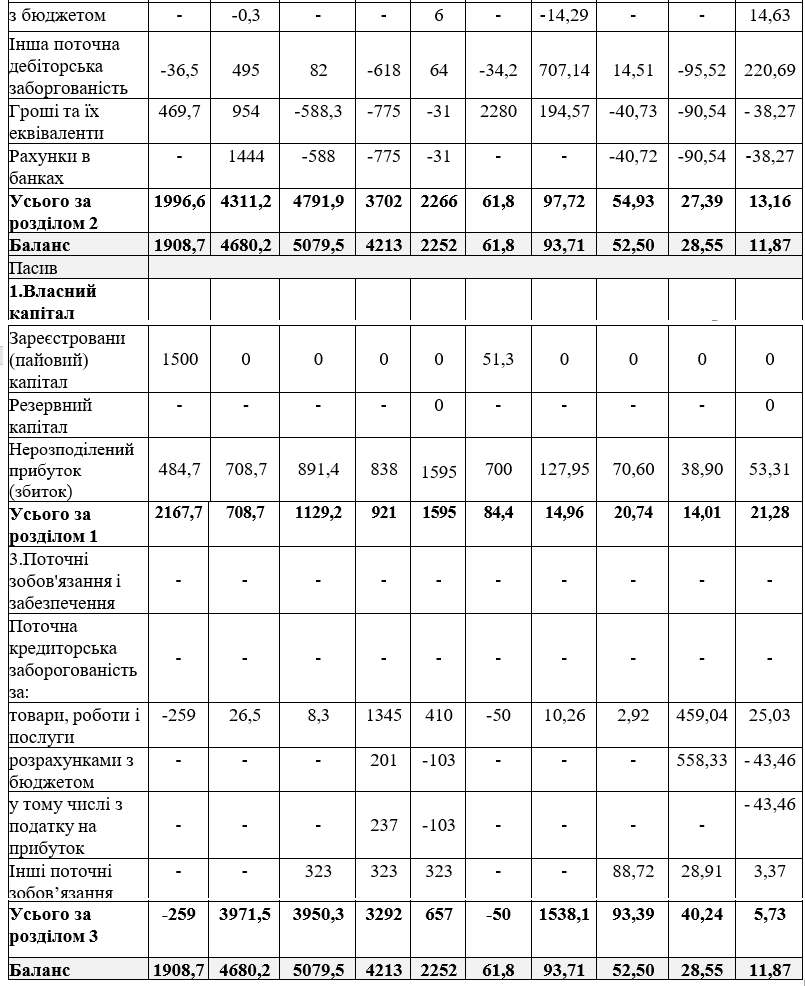 з бюджетом - -0,3 - - 6 - -14,29 - - 14,63
Інша поточна
дебіторська
заборгованість -36,5 495 82 -618 64 -34,2 707,14 14,51 -95,52 220,69
Гроші та їх
еквіваленти 469,7 954 -588,3 -775 -31 2280 194,57 -40,73 -90,54 - 38,27
Рахунки в
банках - 1444 -588 -775 -31 - - -40,72 -90,54 -38,27
Усього за
розділом 2 1996,6 4311,2 4791,9 3702 2266 61,8 97,72 54,93 27,39 13,16
Баланс 1908,7 4680,2 5079,5 4213 2252 61,8 93,71 52,50 28,55 11,87
Пасив
1.Власний
капітал
Зареєстровани
(пайовий)
капітал 1500 0 0 0 0 51,3 0 0 0 0
Резервний
капітал - - - - 0 - - - - 0
Нерозподілений
прибуток
(збиток) 484,7 708,7 891,4 838 1595 700 127,95 70,60 38,90 53,31
Усього за
розділом 1 2167,7 708,7 1129,2 921 1595 84,4 14,96 20,74 14,01 21,28
3.Поточні
зобов'язання і
забезпечення - - - - - - - - - -
Поточна
кредиторська
заборогованість
за: - - - - - - - - - -
товари, роботи і
послуги -259 26,5 8,3 1345 410 -50 10,26 2,92 459,04 25,03
розрахунками з
бюджетом - - - 201 -103 - - - 558,33 - 43,46
у тому числі з
податку на
прибуток - - - 237 -103 - - - - - 43,46
Інші поточні
зобов’язання - - 323 323 323 - - 88,72 28,91 3,37
Усього за
розділом 3 -259 3971,5 3950,3 3292 657 -50 1538,1 93,39 40,24 5,73
Баланс 1908,7 4680,2 5079,5 4213 2252 61,8 93,71 52,50 28,55 11,87